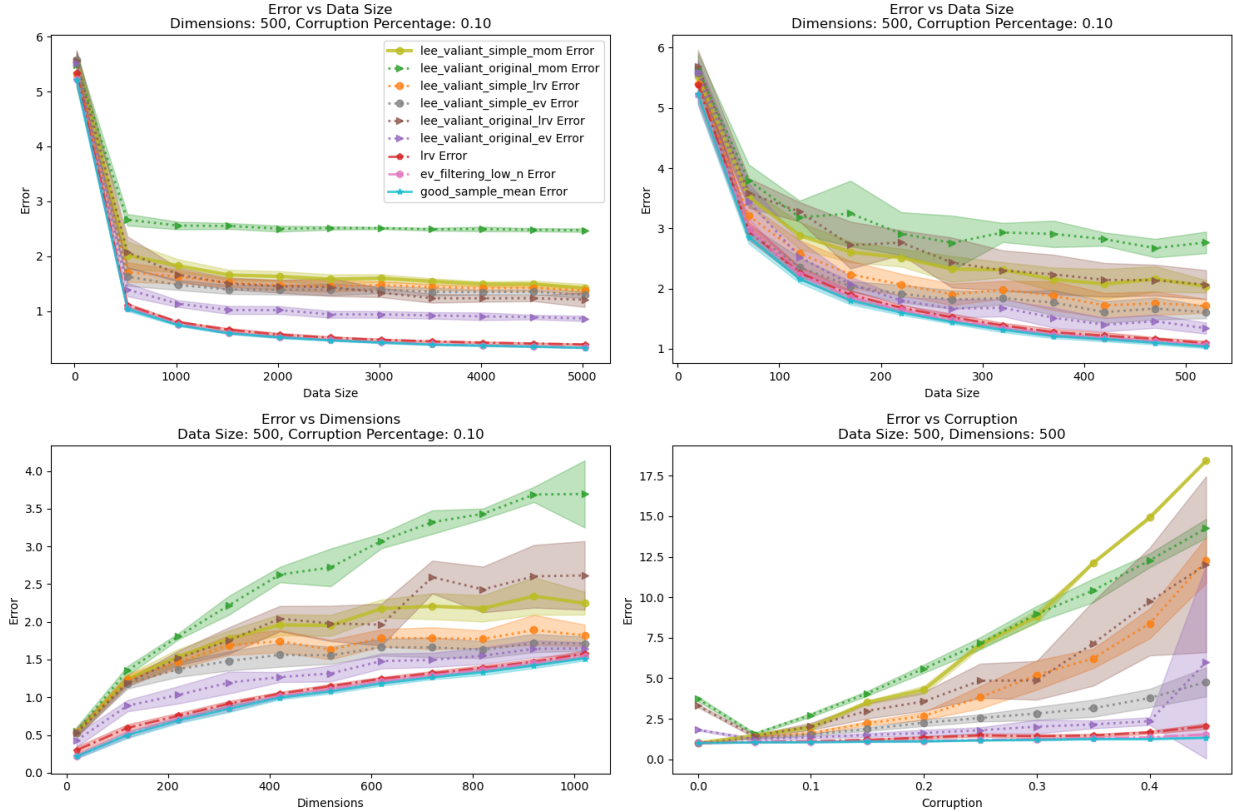 Error vs Data Size
Dimensions: 500, Corruption Percentage: 0.10
6
5
4
3
2
1
Error
lee_valiant_simple_mom Error
lee_valiant_original_mom Error
lee_valiant_simple_lrv Error
lee_valiant_simple_ev Error
lee_valiant_original_lrv Error
lee_valiant_original_ev Error
lrv Error
ev_filtering_low_n Error
good_sample_mean Error
0 1000 2000 3000 4000 5000
Data Size
Error vs Data Size
Dimensions: 500, Corruption Percentage: 0.10
6
5
4
3
2
1
Error
0 100 200 300 400 500
Data Size
Error vs Dimensions
Data Size: 500, Corruption Percentage: 0.10
4.0
3.5
3.0
2.5
2.0
1.5
1.0
0.5
0.0
Error
0 200 400 600 800 1000
Dimensions
Error vs Corruption
Data Size: 500, Dimensions: 500
17.5
15.0
12.5
10.0
7.5
5.0
2.5
0.0
Error
0.0 0.1 0.2 0.3 0.4
Corruption